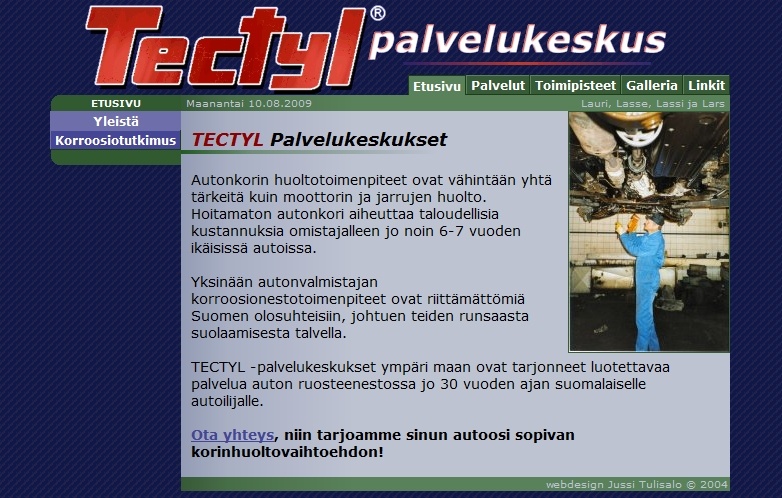 Tectyl® palvelukeskus
Etusivu Palvelut Toimipisteet Galleria Linkit
ETUSIVU
Yleistä
Korroosiotutkimus
Maanantai 10.08.2009
Lauri, Lasse, Lassi ja Lars
TECTYL Palvelukeskukset
Autonkorin huoltotoimenpiteet ovat vähintään yhtä
tärkeitä kuin moottorin ja jarrujen huolto.
Hoitamaton autonkori aiheuttaa taloudellisia
kustannuksia omistajalleen jo noin 6-7 vuoden
ikäisissä autoissa.
Yksinään autonvalmistajan
korroosionestotoimenpiteet ovat riittämättömiä
Suomen olosuhteisiin, johtuen teiden runsaasta
suolaamisesta talvella.
TECTYL -palvelukeskukset ympäri maan ovat tarjonneet luotettavaa
palvelua auton ruosteenestossa jo 30 vuoden ajan suomalaiselle
autoilijalle.
Ota yhteys, niin tarjoamme sinun autoosi sopivan
korinhuoltovaihtoehdon!
webdesign Jussi Tulisalo © 2004